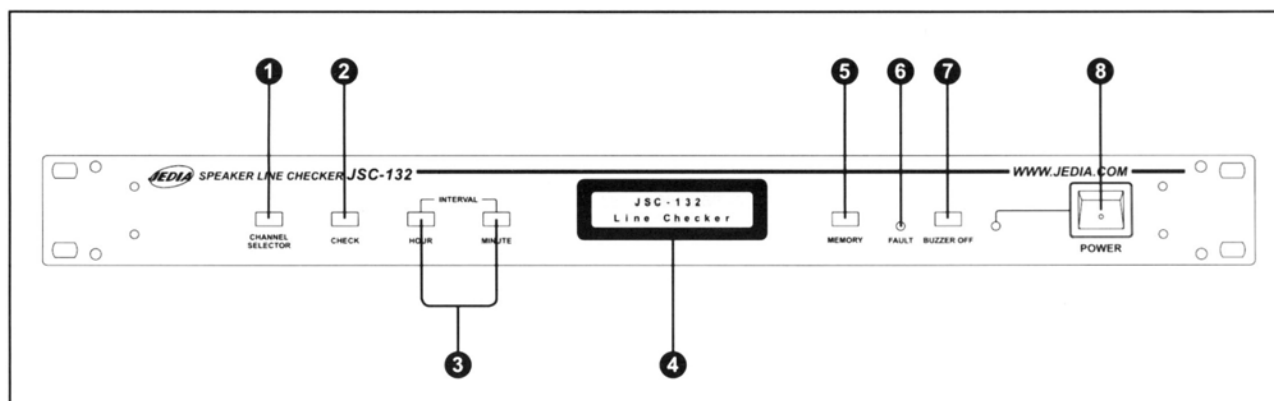 1 2 5 6 7 8
JEDIA SPEAKER LINE CHECKER JSC-132
WWW.JEDIA.COM
INTERVAL
JSC-132
Line Checker
CHANNEL
SELECTOR
CHECK
HOUR
MINUTE
MEMORY
FAULT
BUZZER OFF
POWER
3 4